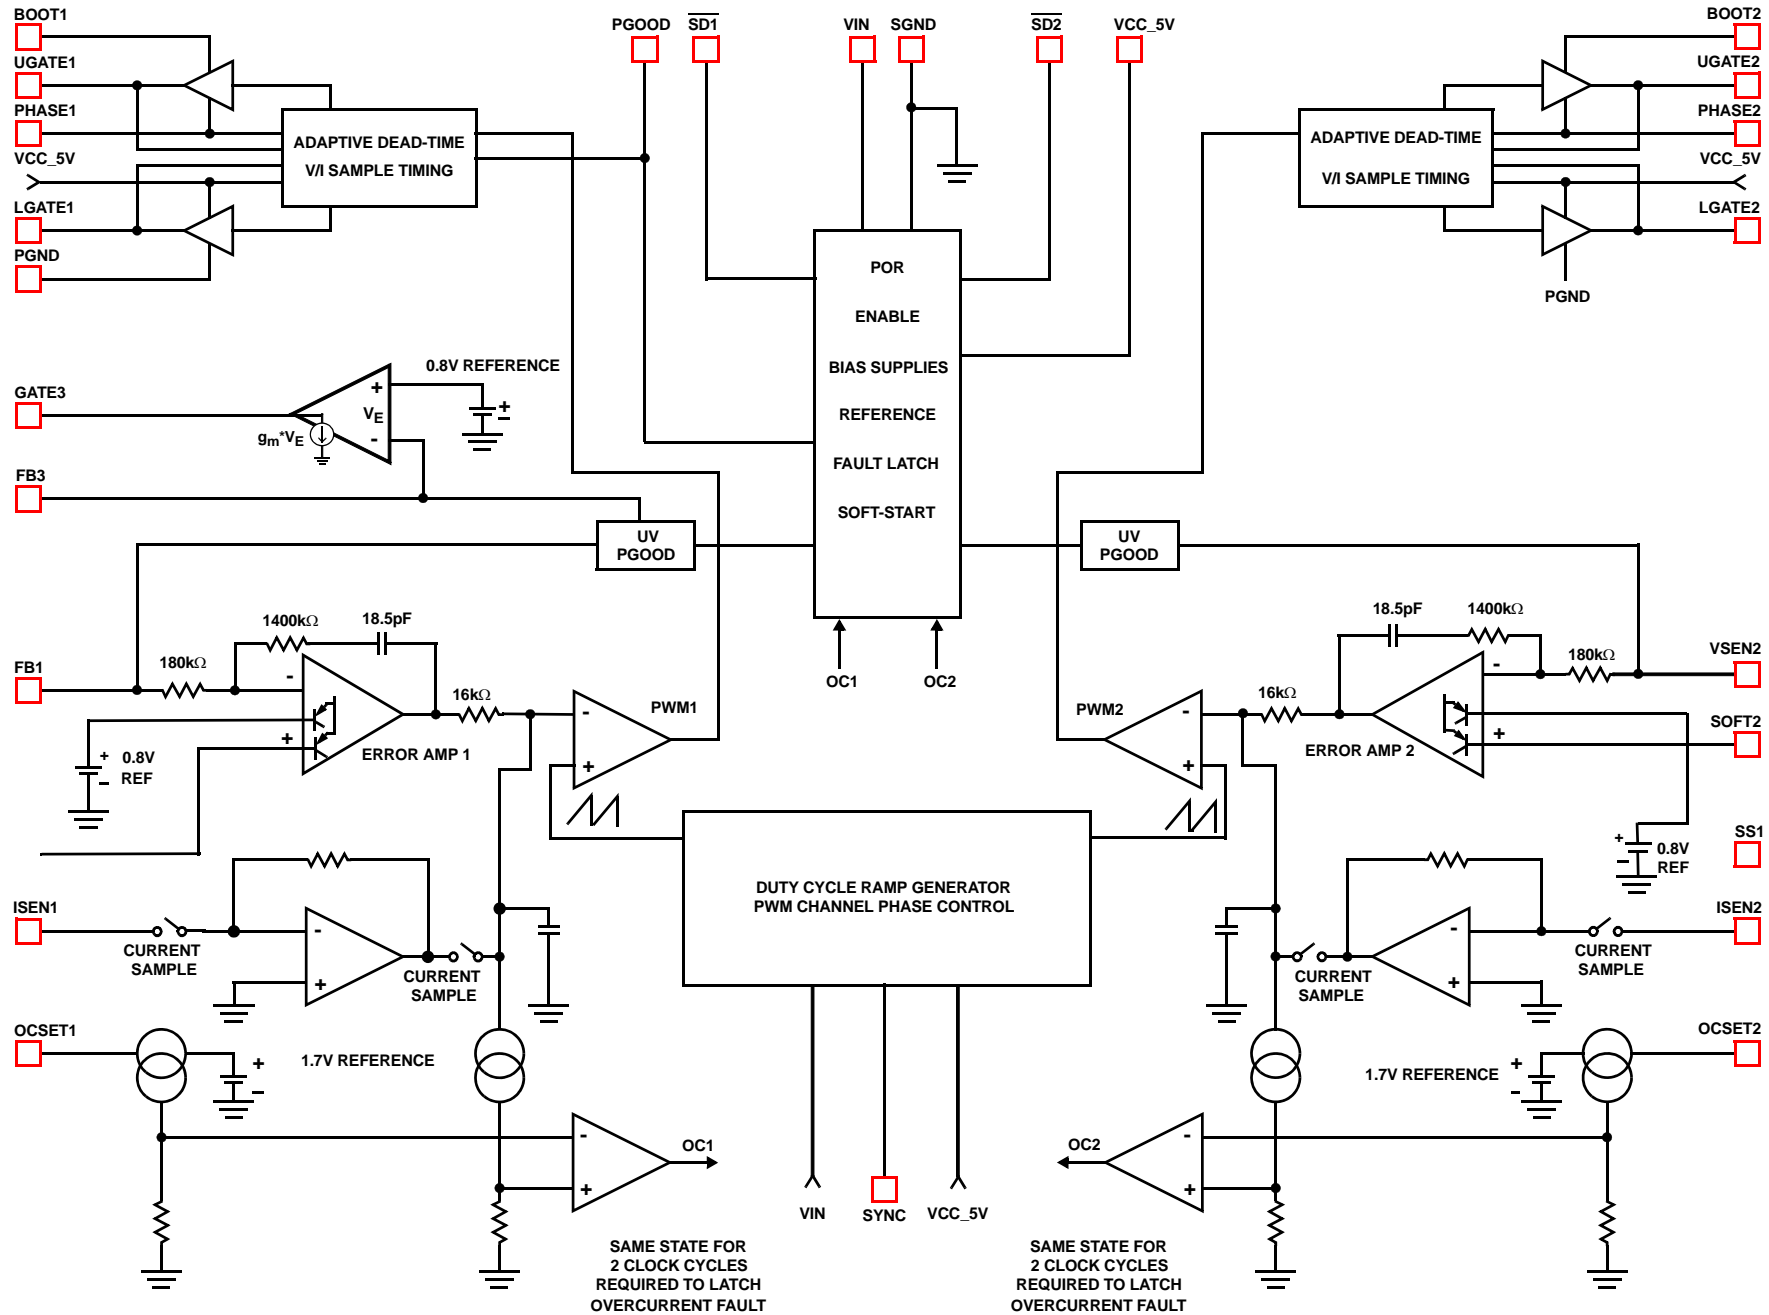 BOOT1
UGATE1
PHASE1
VCC_5V
LGATE1
PGND
ADAPTIVE DEAD-TIME
V/I SAMPLE TIMING
PGOOD
SD1
VIN
SGND
SD2
VCC_5V
BOOT2
UGATE2
PHASE2
VCC_5V
LGATE2
PGND
ADAPTIVE DEAD-TIME
V/I SAMPLE TIMING
POR
ENABLE
BIAS SUPPLIES
REFERENCE
FAULT LATCH
SOFT-START
OC1
OC2
GATE3
0.8V REFERENCE
+
VE
-
gm*VE
+
-
FB3
UV
PGOOD
UV
PGOOD
FB1
180kΩ
1400kΩ
18.5pF
-
+
ERROR AMP 1
16kΩ
-
+
PWM1
+
-
0.8V
REF
18.5pF
1400kΩ
180kΩ
VSEN2
-
+
ERROR AMP 2
16kΩ
PWM2
-
+
SOFT2
+
-
0.8V
REF
SS1
DUTY CYCLE RAMP GENERATOR
PWM CHANNEL PHASE CONTROL
VIN
SYNC
VCC_5V
ISEN1
CURRENT
SAMPLE
-
+
CURRENT
SAMPLE
ISEN2
CURRENT
SAMPLE
-
+
CURRENT
SAMPLE
OCSET1
+
-
1.7V REFERENCE
-
+
OC1
OCSET2
1.7V REFERENCE
+
-
-
+
OC2
SAME STATE FOR
2 CLOCK CYCLES
REQUIRED TO LATCH
OVERCURRENT FAULT
SAME STATE FOR
2 CLOCK CYCLES
REQUIRED TO LATCH
OVERCURRENT FAULT